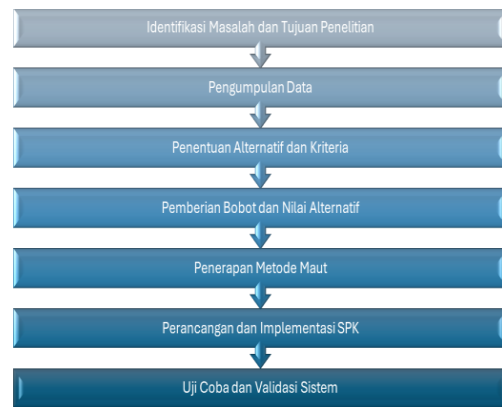 Identifikasi Masalah dan Tujuan Penelitian
Pengumpulan Data
Penentuan Alternatif dan Kriteria
Pemberian Bobot dan Nilai Alternatif
Penerapan Metode Maut
Perancangan dan Implementasi SPK
Uji Coba dan Validasi Sistem